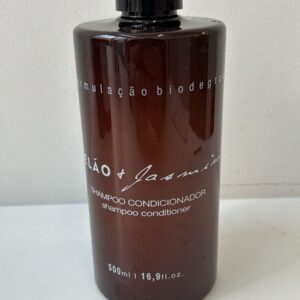 mulação biodegra
ELÃO & Jasmim
SHAMPOO CONDICIONADOR
shampoo conditioner
500ml | 16,9fl.oz.